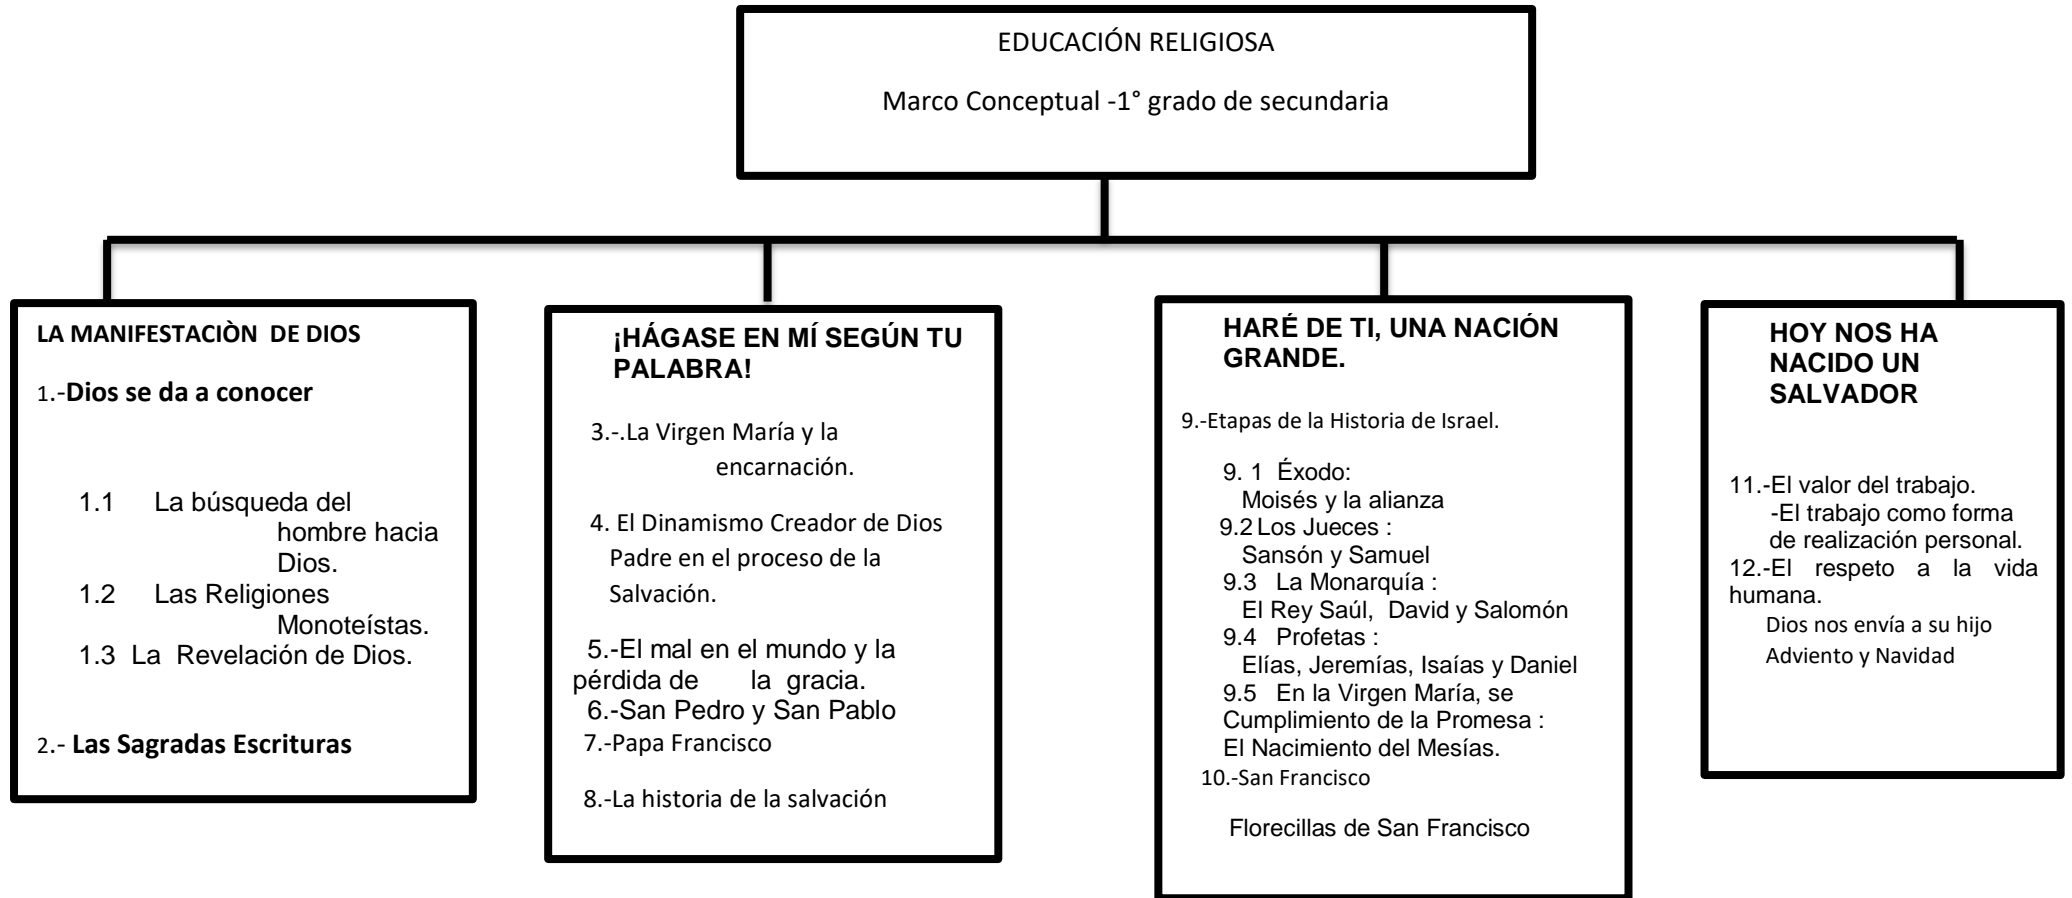 EDUCACIÓN RELIGIOSA
Marco Conceptual -1° grado de secundaria
LA MANIFESTACIÒN DE DIOS
1.-Dios se da a conocer
1.1 La búsqueda del
hombre hacia
Dios.
1.2 Las Religiones
Monoteístas.
1.3 La Revelación de Dios.
2.- Las Sagradas Escrituras
¡HÁGASE EN MÍ SEGÚN TU
PALABRA!
3.-.La Virgen María y la
encarnación.
4. El Dinamismo Creador de Dios
Padre en el proceso de la
Salvación.
5.-El mal en el mundo y la
pérdida de la gracia.
6.-San Pedro y San Pablo
7.-Papa Francisco
8.-La historia de la salvación
HARÉ DE TI, UNA NACIÓN
GRANDE.
9.-Etapas de la Historia de Israel.
9. 1 Éxodo:
Moisés y la alianza
9.2 Los Jueces :
Sansón y Samuel
9.3 La Monarquía :
El Rey Saúl, David y Salomón
9.4 Profetas :
Elías, Jeremías, Isaías y Daniel
9.5 En la Virgen María, se
Cumplimiento de la Promesa :
El Nacimiento del Mesías.
10.-San Francisco
Florecillas de San Francisco
HOY NOS HA
NACIDO UN
SALVADOR
11.-El valor del trabajo.
-El trabajo como forma
de realización personal.
12.-El respeto a la vida
humana.
Dios nos envía a su hijo
Adviento y Navidad